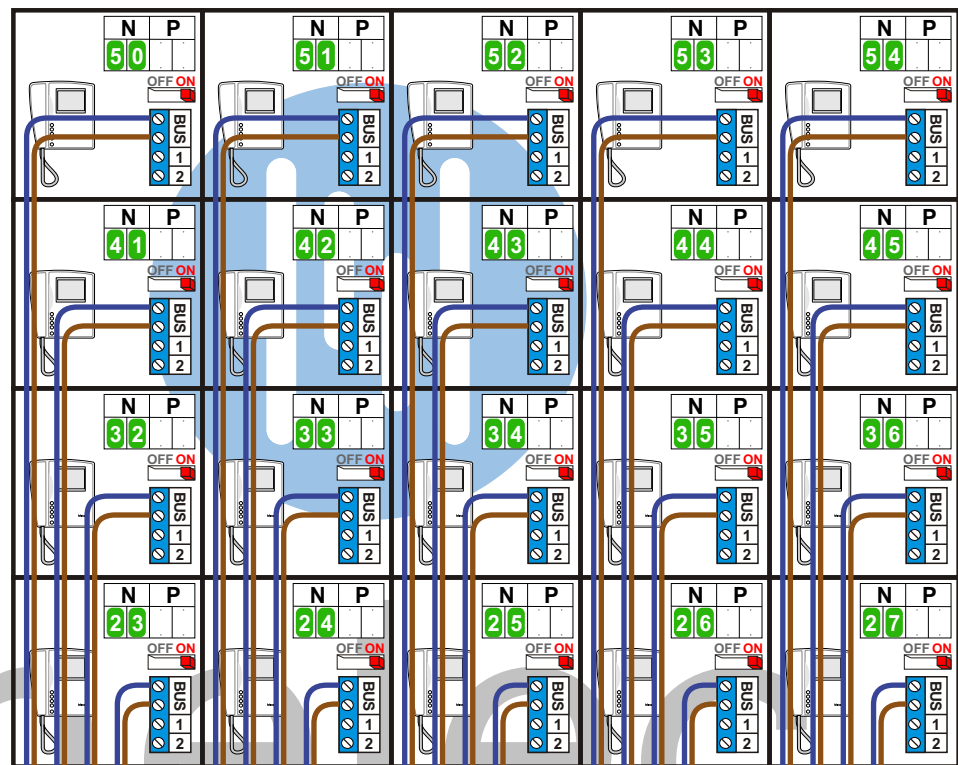 N P N P N P N P N P
50 51 52 53 54
OFF ON OFF ON OFF ON OFF ON OFF ON
BUS BUS BUS BUS BUS
1 1 1 1 1
2 2 2 2 2
N P N P N P N P N P
41 42 43 44 45
OFF ON OFF ON OFF ON OFF ON OFF ON
BUS BUS BUS BUS BUS
1 1 1 1 1
2 2 2 2 2
N P N P N P N P N P
32 33 34 35 36
OFF ON OFF ON OFF ON OFF ON OFF ON
BUS BUS BUS BUS BUS
1 1 1 1 1
2 2 2 2 2
N P N P N P N P N P
23 24 25 26 27
OFF ON OFF ON OFF ON OFF ON OFF ON
BUS BUS BUS BUS BUS
1 1 1 1 1
2 2 2 2 2